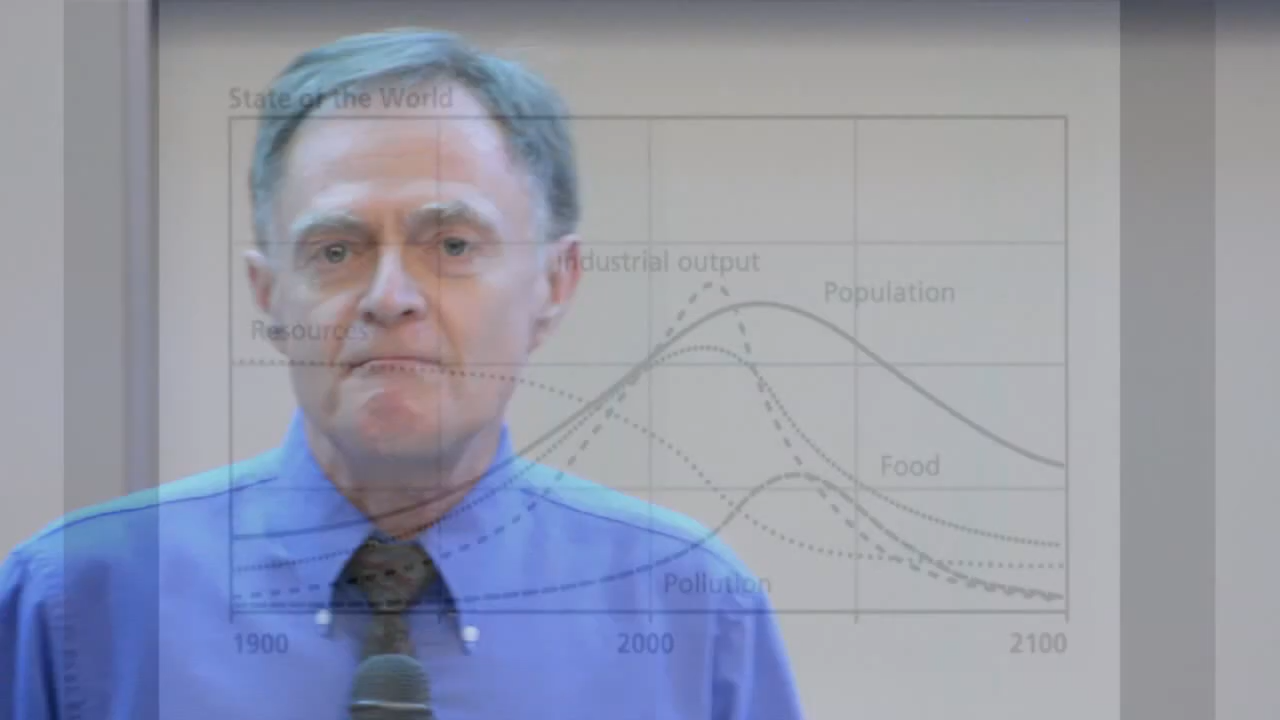 State of the World
Industrial output
Population
Resources
Food
Pollution
1900
2000
2100